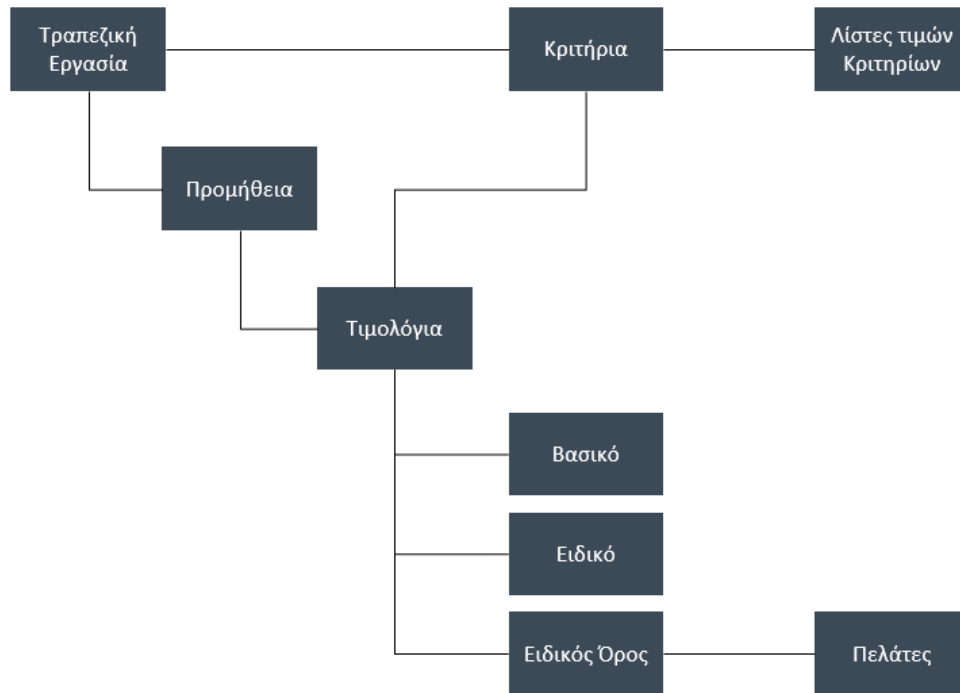 Τραπεζική
Εργασία
Κριτήρια
Λίστες τιμών
Κριτηρίων
Προμήθεια
Τιμολόγια
Βασικό
Ειδικό
Ειδικός Όρος
Πελάτες